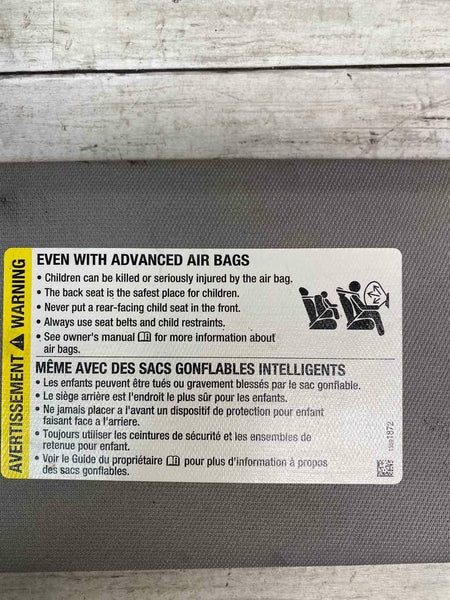 AVERTISSEMENT WARNING
EVEN WITH ADVANCED AIR BAGS
• Children can be killed or seriously injured by the air bag.
• The back seat is the safest place for children.
• Never put a rear-facing child seat in the front.
• Always use seat belts and child restraints.
• See owner's manual for more information about
air bags.
MÊME AVEC DES SACS GONFLABLES INTELLIGENTS
• Les enfants peuvent être tués ou gravement blessés par le sac gonflable.
• Le siège arrière est l'endroit le plus sûr pour les enfants.
• Ne jamais placer a l'avant un dispositif de protection pour enfant
faisant face a l'arriere.
• Toujours utiliser les ceintures de sécurité et les ensembles de
retenue pour enfant.
• Voir le Guide du propriétaire pour plus d'information à propos
des sacs gonflables.